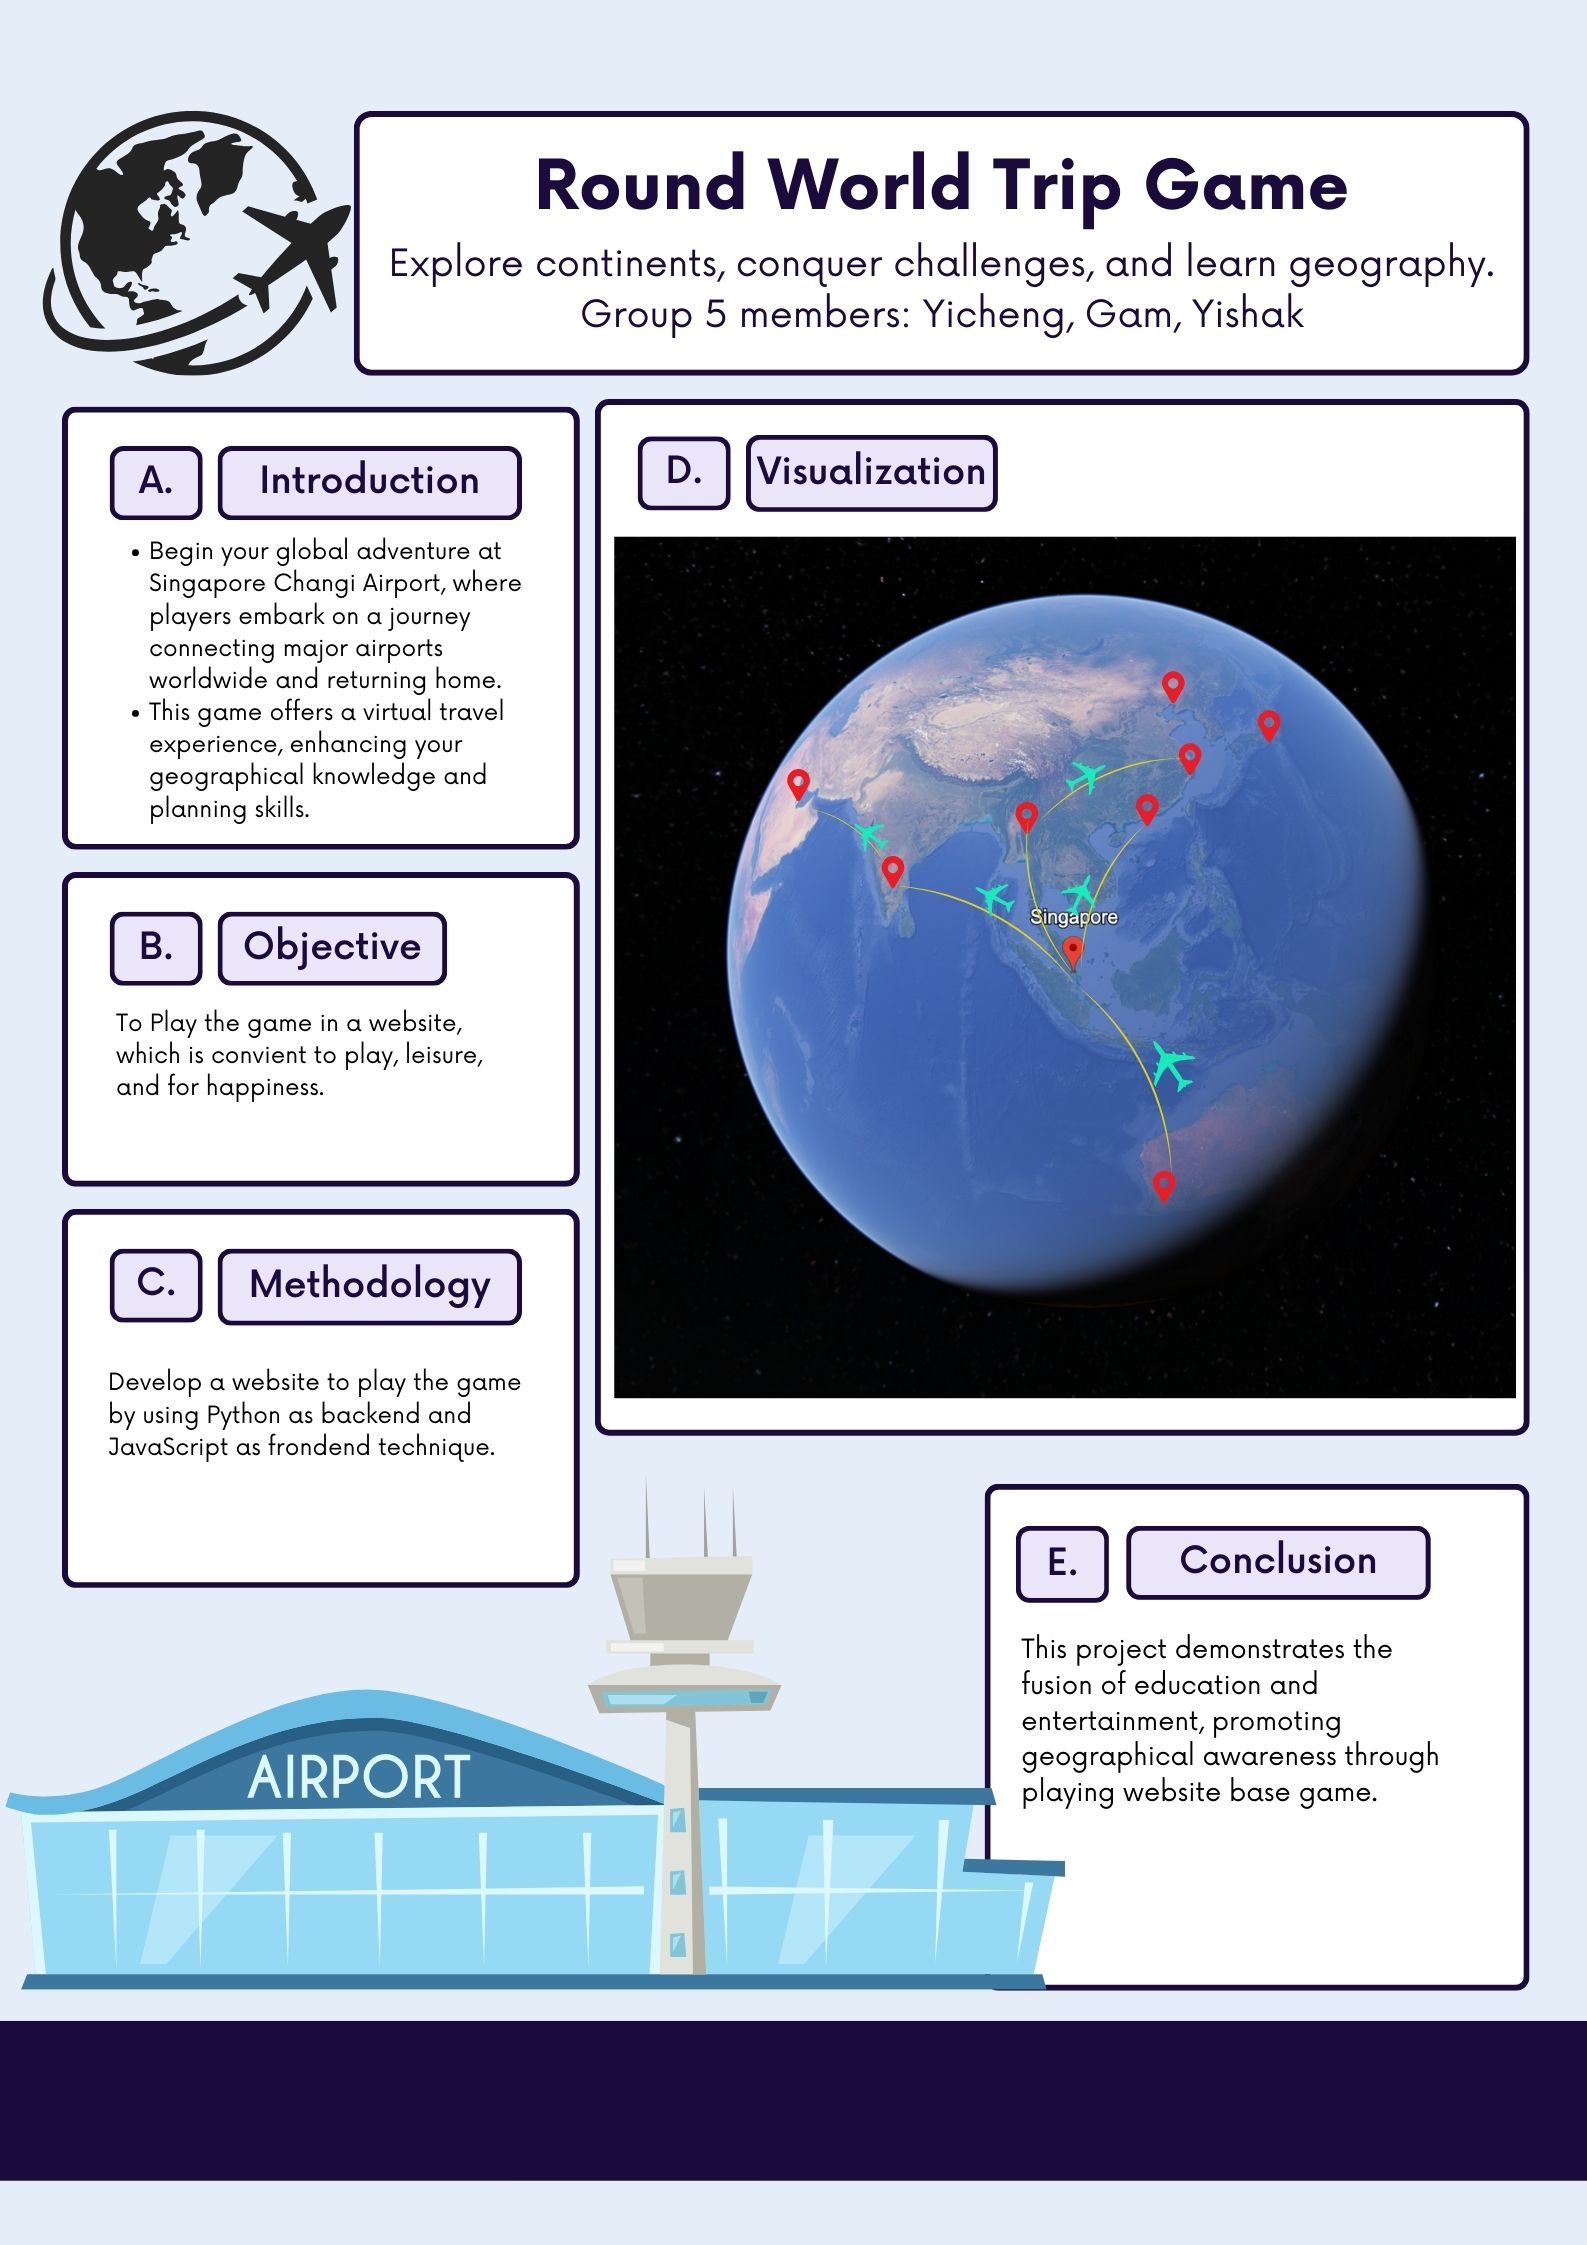 Round World Trip Game
Explore continents, conquer challenges, and learn geography.
Group 5 members: Yicheng, Gam, Yishak
A.
Introduction
• Begin your global adventure at
Singapore Changi Airport, where
players embark on a journey
connecting major airports
worldwide and returning home.
• This game offers a virtual travel
experience, enhancing your
geographical knowledge and
planning skills.
B.
Objective
To Play the game in a website,
which is convient to play, leisure,
and for happiness.
C.
Methodology
Develop a website to play the game
by using Python as backend and
JavaScript as frondend technique.
D.
Visualization
Singapore
E.
Conclusion
This project demonstrates the
fusion of education and
entertainment, promoting
geographical awareness through
playing website base game.
AIRPORT